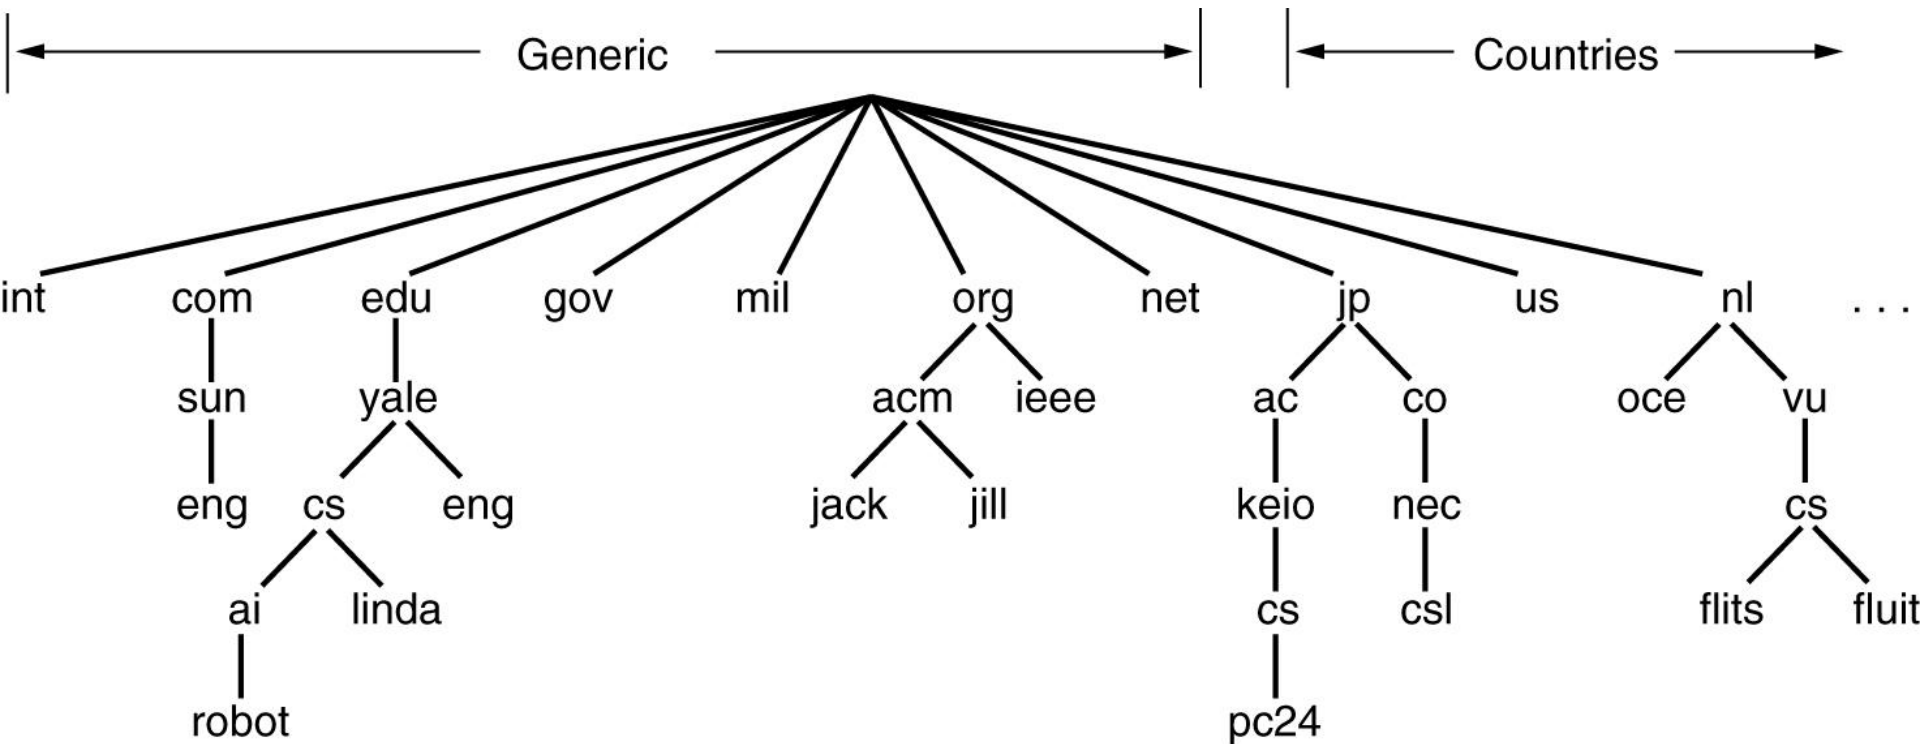 Generic Countries
int com edu gov mil org net jp us nl . . .
sun yale acm ieee ac co oce vu
eng cs eng jack jill keio nec cs
ai linda cs csl flits fluit
robot pc24